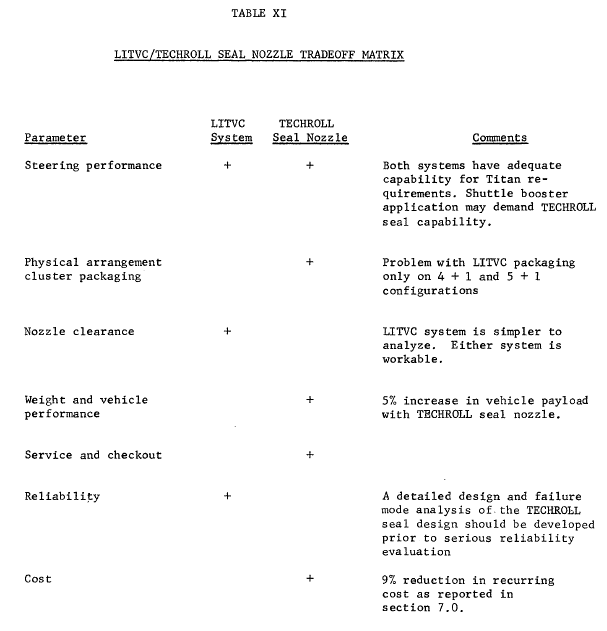 TABLE XI
LITVC/TECHROLL SEAL NOZZLE TRADEOFF MATRIX
LITVC TECHROLL
Parameter System Seal Nozzle Comments
Steering performance + + Both systems have adequate
capability for Titan re-
quirements. Shuttle booster
application may demand TECHROLL
seal capability.
Physical arrangement + Problem with LITVC packaging
cluster packaging only on 4 + 1 and 5 + 1
configurations
Nozzle clearance + LITVC system is simpler to
analyze. Either system is
workable.
Weight and vehicle + 5% increase in vehicle payload
performance with TECHROLL seal nozzle.
Service and checkout +
Reliability + A detailed design and failure
mode analysis of the TECHROLL
seal design should be developed
prior to serious reliability
evaluation
Cost + 9% reduction in recurring
cost as reported in
section 7.0.